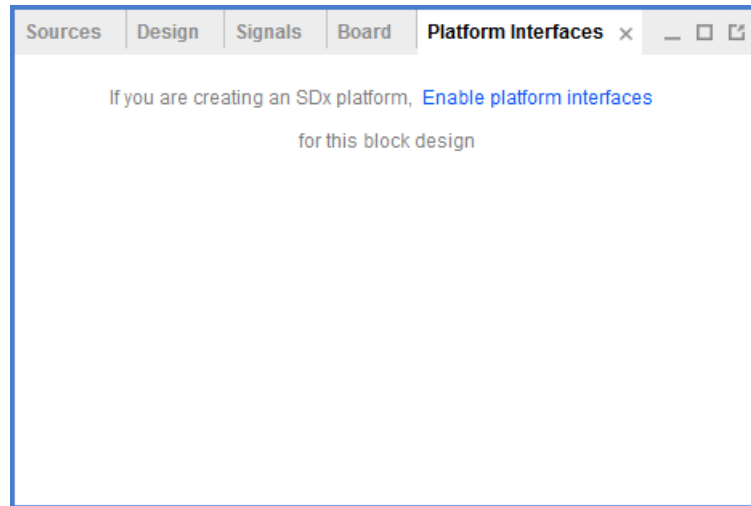 Sources Design Signals Board Platform Interfaces
If you are creating an SDx platform, Enable platform interfaces
for this block design